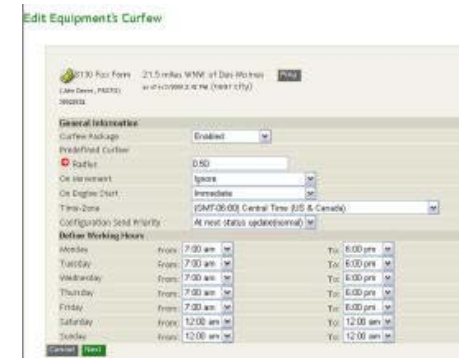 Edit Equipment's Curfew
8130 Fox Farm 21.5 miles WNW of Des Moines Ping
(near city)
General Information
Curfew Package Enabled
Predefined Curfew
Radius 0.50
On Movement Ignore
On Engine Start Immediate
Time-Zone (GMT-06:00) Central Time (US & Canada)
Configuration Send Priority At next status update(normal)
Define Working Hours
Monday From: 7:00 am To: 6:00 pm
Tuesday From: 7:00 am To: 6:00 pm
Wednesday From: 7:00 am To: 6:00 pm
Thursday From: 7:00 am To: 6:00 pm
Friday From: 7:00 am To: 6:00 pm
Saturday From: 12:00 am To: 12:00 am
Sunday From: 12:00 am To: 12:00 am
Cancel Next